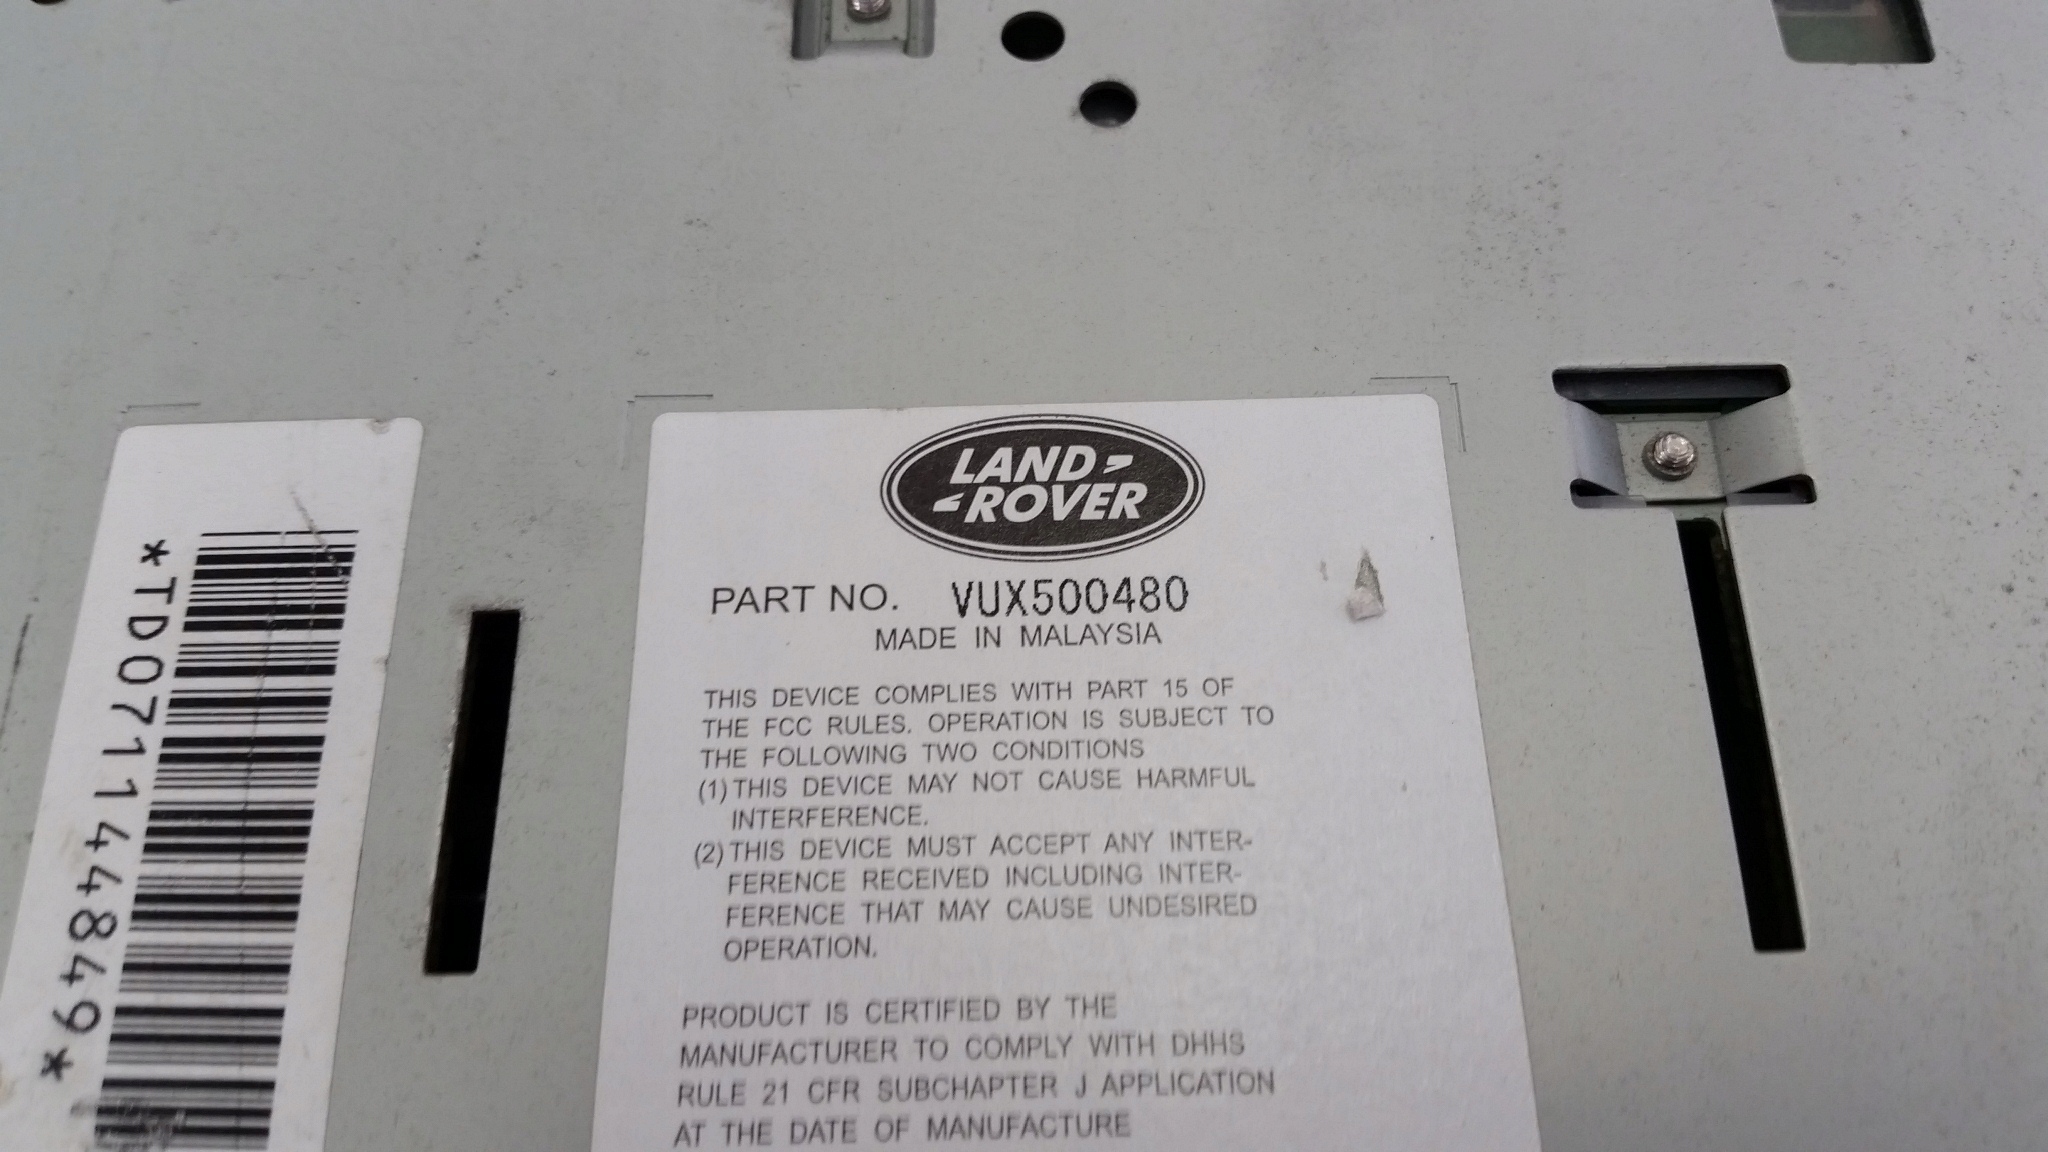 *TD071144849*
LAND
ROVER
PART NO. VUX500480
MADE IN MALAYSIA
THIS DEVICE COMPLIES WITH PART 15 OF
THE FCC RULES. OPERATION IS SUBJECT TO
THE FOLLOWING TWO CONDITIONS
(1) THIS DEVICE MAY NOT CAUSE HARMFUL
INTERFERENCE.
(2) THIS DEVICE MUST ACCEPT ANY INTER-
FERENCE RECEIVED INCLUDING INTER-
FERENCE THAT MAY CAUSE UNDESIRED
OPERATION.
PRODUCT IS CERTIFIED BY THE
MANUFACTURER TO COMPLY WITH DHHS
RULE 21 CFR SUBCHAPTER J APPLICATION
AT THE DATE OF MANUFACTURE